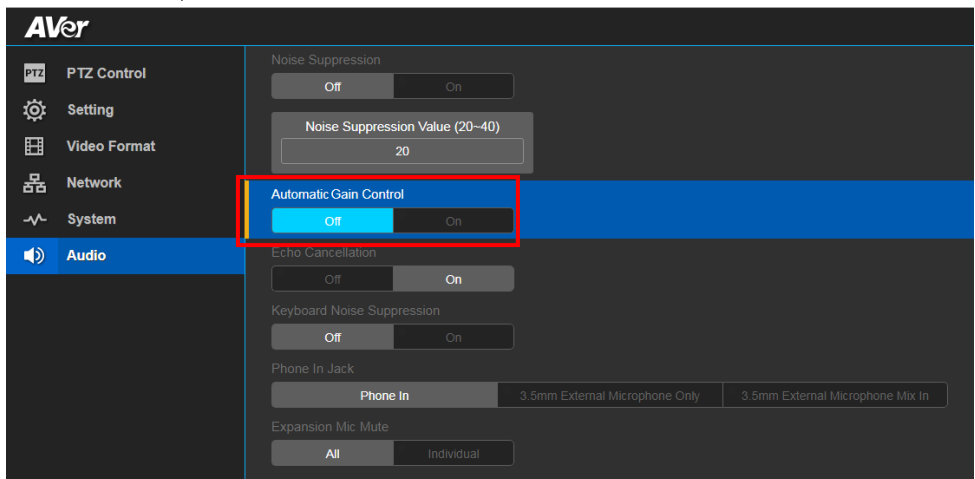 AVer
PTZ PTZ Control
Setting
Video Format
Network
System
Audio
Noise Suppression
Off On
Noise Suppression Value (20~40)
20
Automatic Gain Control
Off On
Echo Cancellation
Off On
Keyboard Noise Suppression
Off On
Phone In Jack
Phone In 3.5mm External Microphone Only 3.5mm External Microphone Mix In
Expansion Mic Mute
All Individual